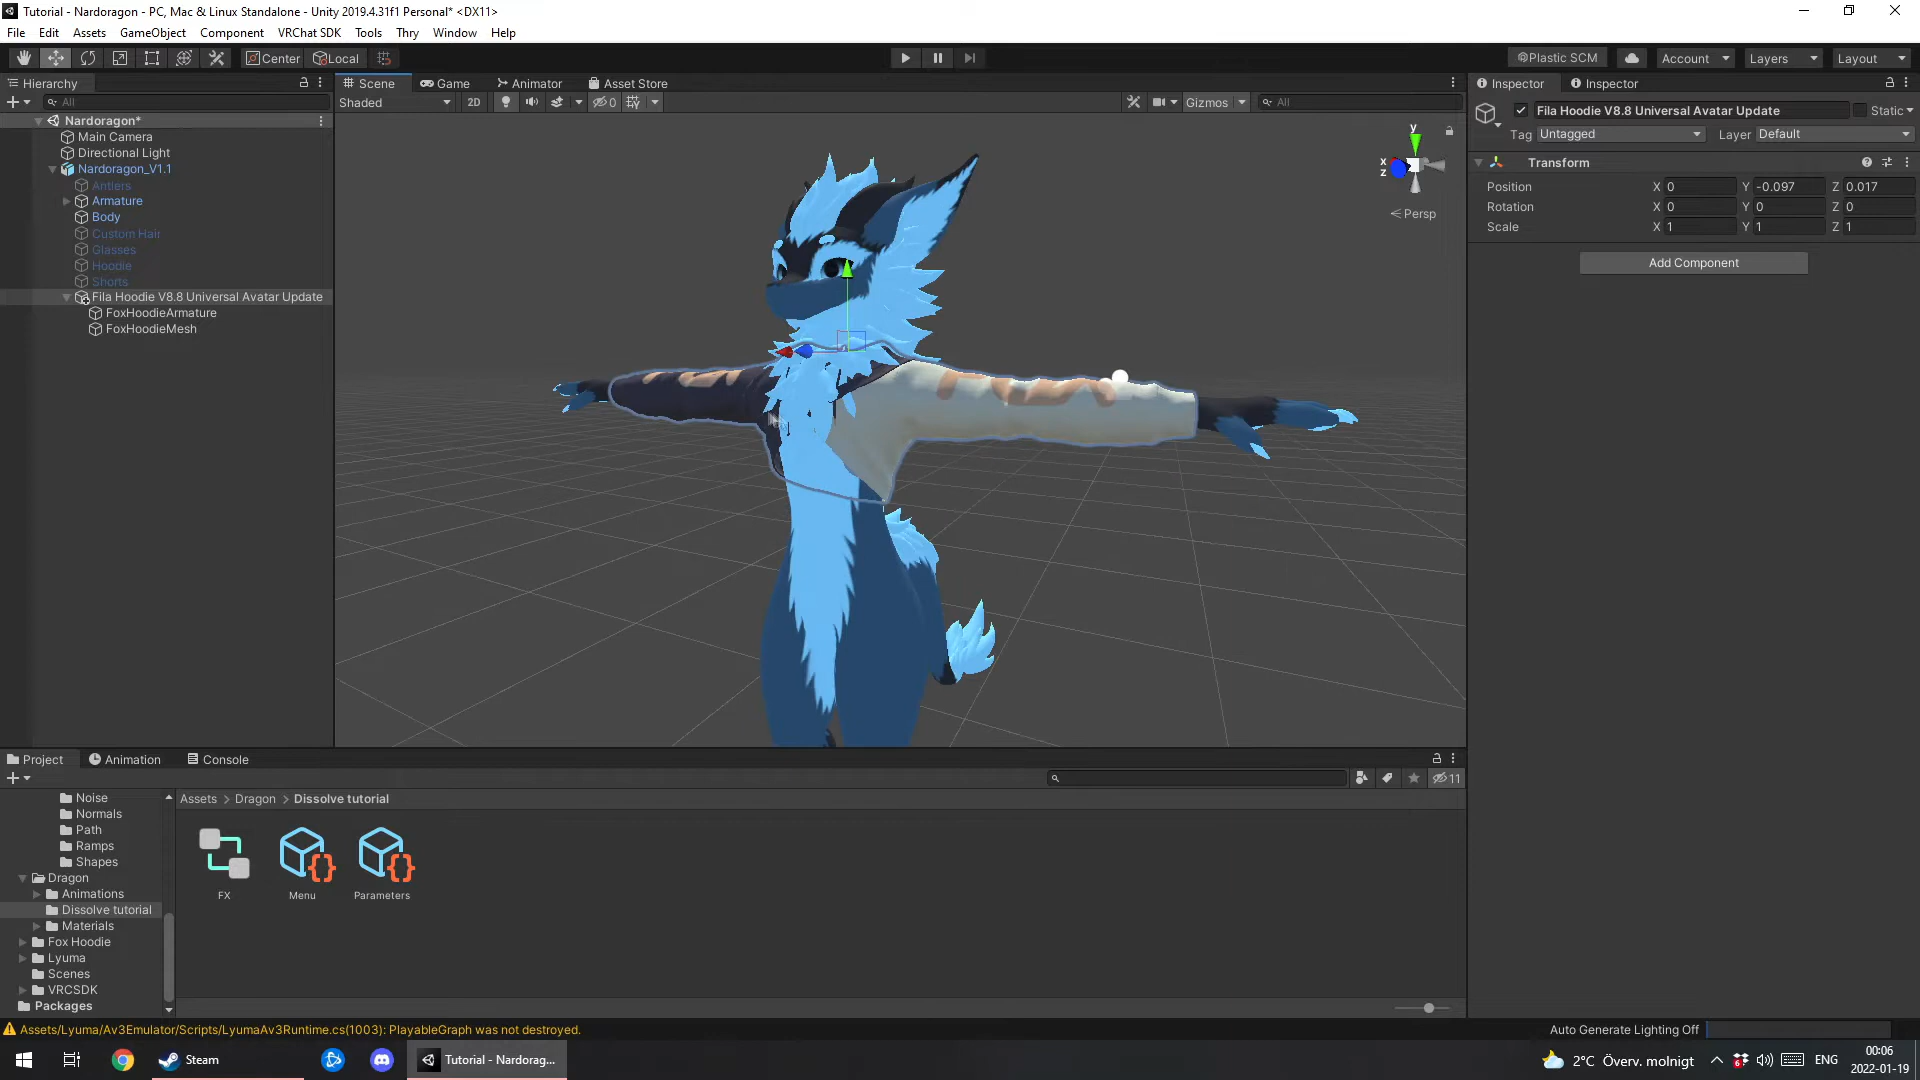 Tutorial - Nardoragon - PC, Mac & Linux Standalone - Unity 2019.4.31f1 Personal* <DX11>
File Edit Assets GameObject Component VRChat SDK Tools Thry Window Help
Center Local Plastic SCM Account Layers Layout
Hierarchy Scene Game Animator Asset Store Inspector Inspector
All Shaded 2D 0 Gizmos All
Fila Hoodie V8.8 Universal Avatar Update Static
Tag Untagged Layer Default
Transform
Position X 0 Y -0.097 Z 0.017
Rotation X 0 Y 0 Z 0
Scale X 1 Y 1 Z 1
Add Component
Nardoragon*
Main Camera
Directional Light
Nardoragon_V1.1
Antlers
Armature
Body
Custom Hair
Glasses
Hoodie
Shorts
Fila Hoodie V8.8 Universal Avatar Update
FoxHoodieArmature
FoxHoodieMesh
y
x
z
Persp
Project Animation Console
11
Assets > Dragon > Dissolve tutorial
Noise
Normals
Path
Ramps
Shapes
Dragon
Animations
Dissolve tutorial
Materials
Fox Hoodie
Lyuma
Scenes
VRCSDK
Packages
FX Menu Parameters
Assets/Lyuma/Av3Emulator/Scripts/LyumaAv3Runtime.cs(1003): PlayableGraph was not destroyed.
Auto Generate Lighting Off
Steam
Tutorial - Nardorag...
2°C Överv. molnigt
6
ENG
00:06
2022-01-19